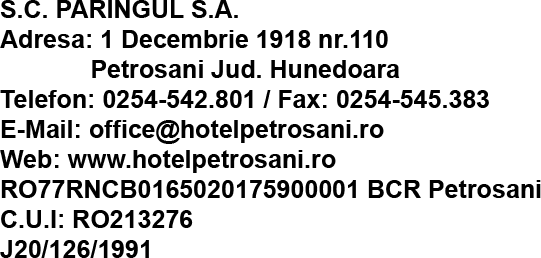 S.C. PARINGUL S.A.
Adresa: 1 Decembrie 1918 nr.110
Petrosani Jud. Hunedoara
Telefon: 0254-542.801 / Fax: 0254-545.383
E-Mail: office@hotelpetrosani.ro
Web: www.hotelpetrosani.ro
RO77RNCB0165020175900001 BCR Petrosani
C.U.I: RO213276
J20/126/1991